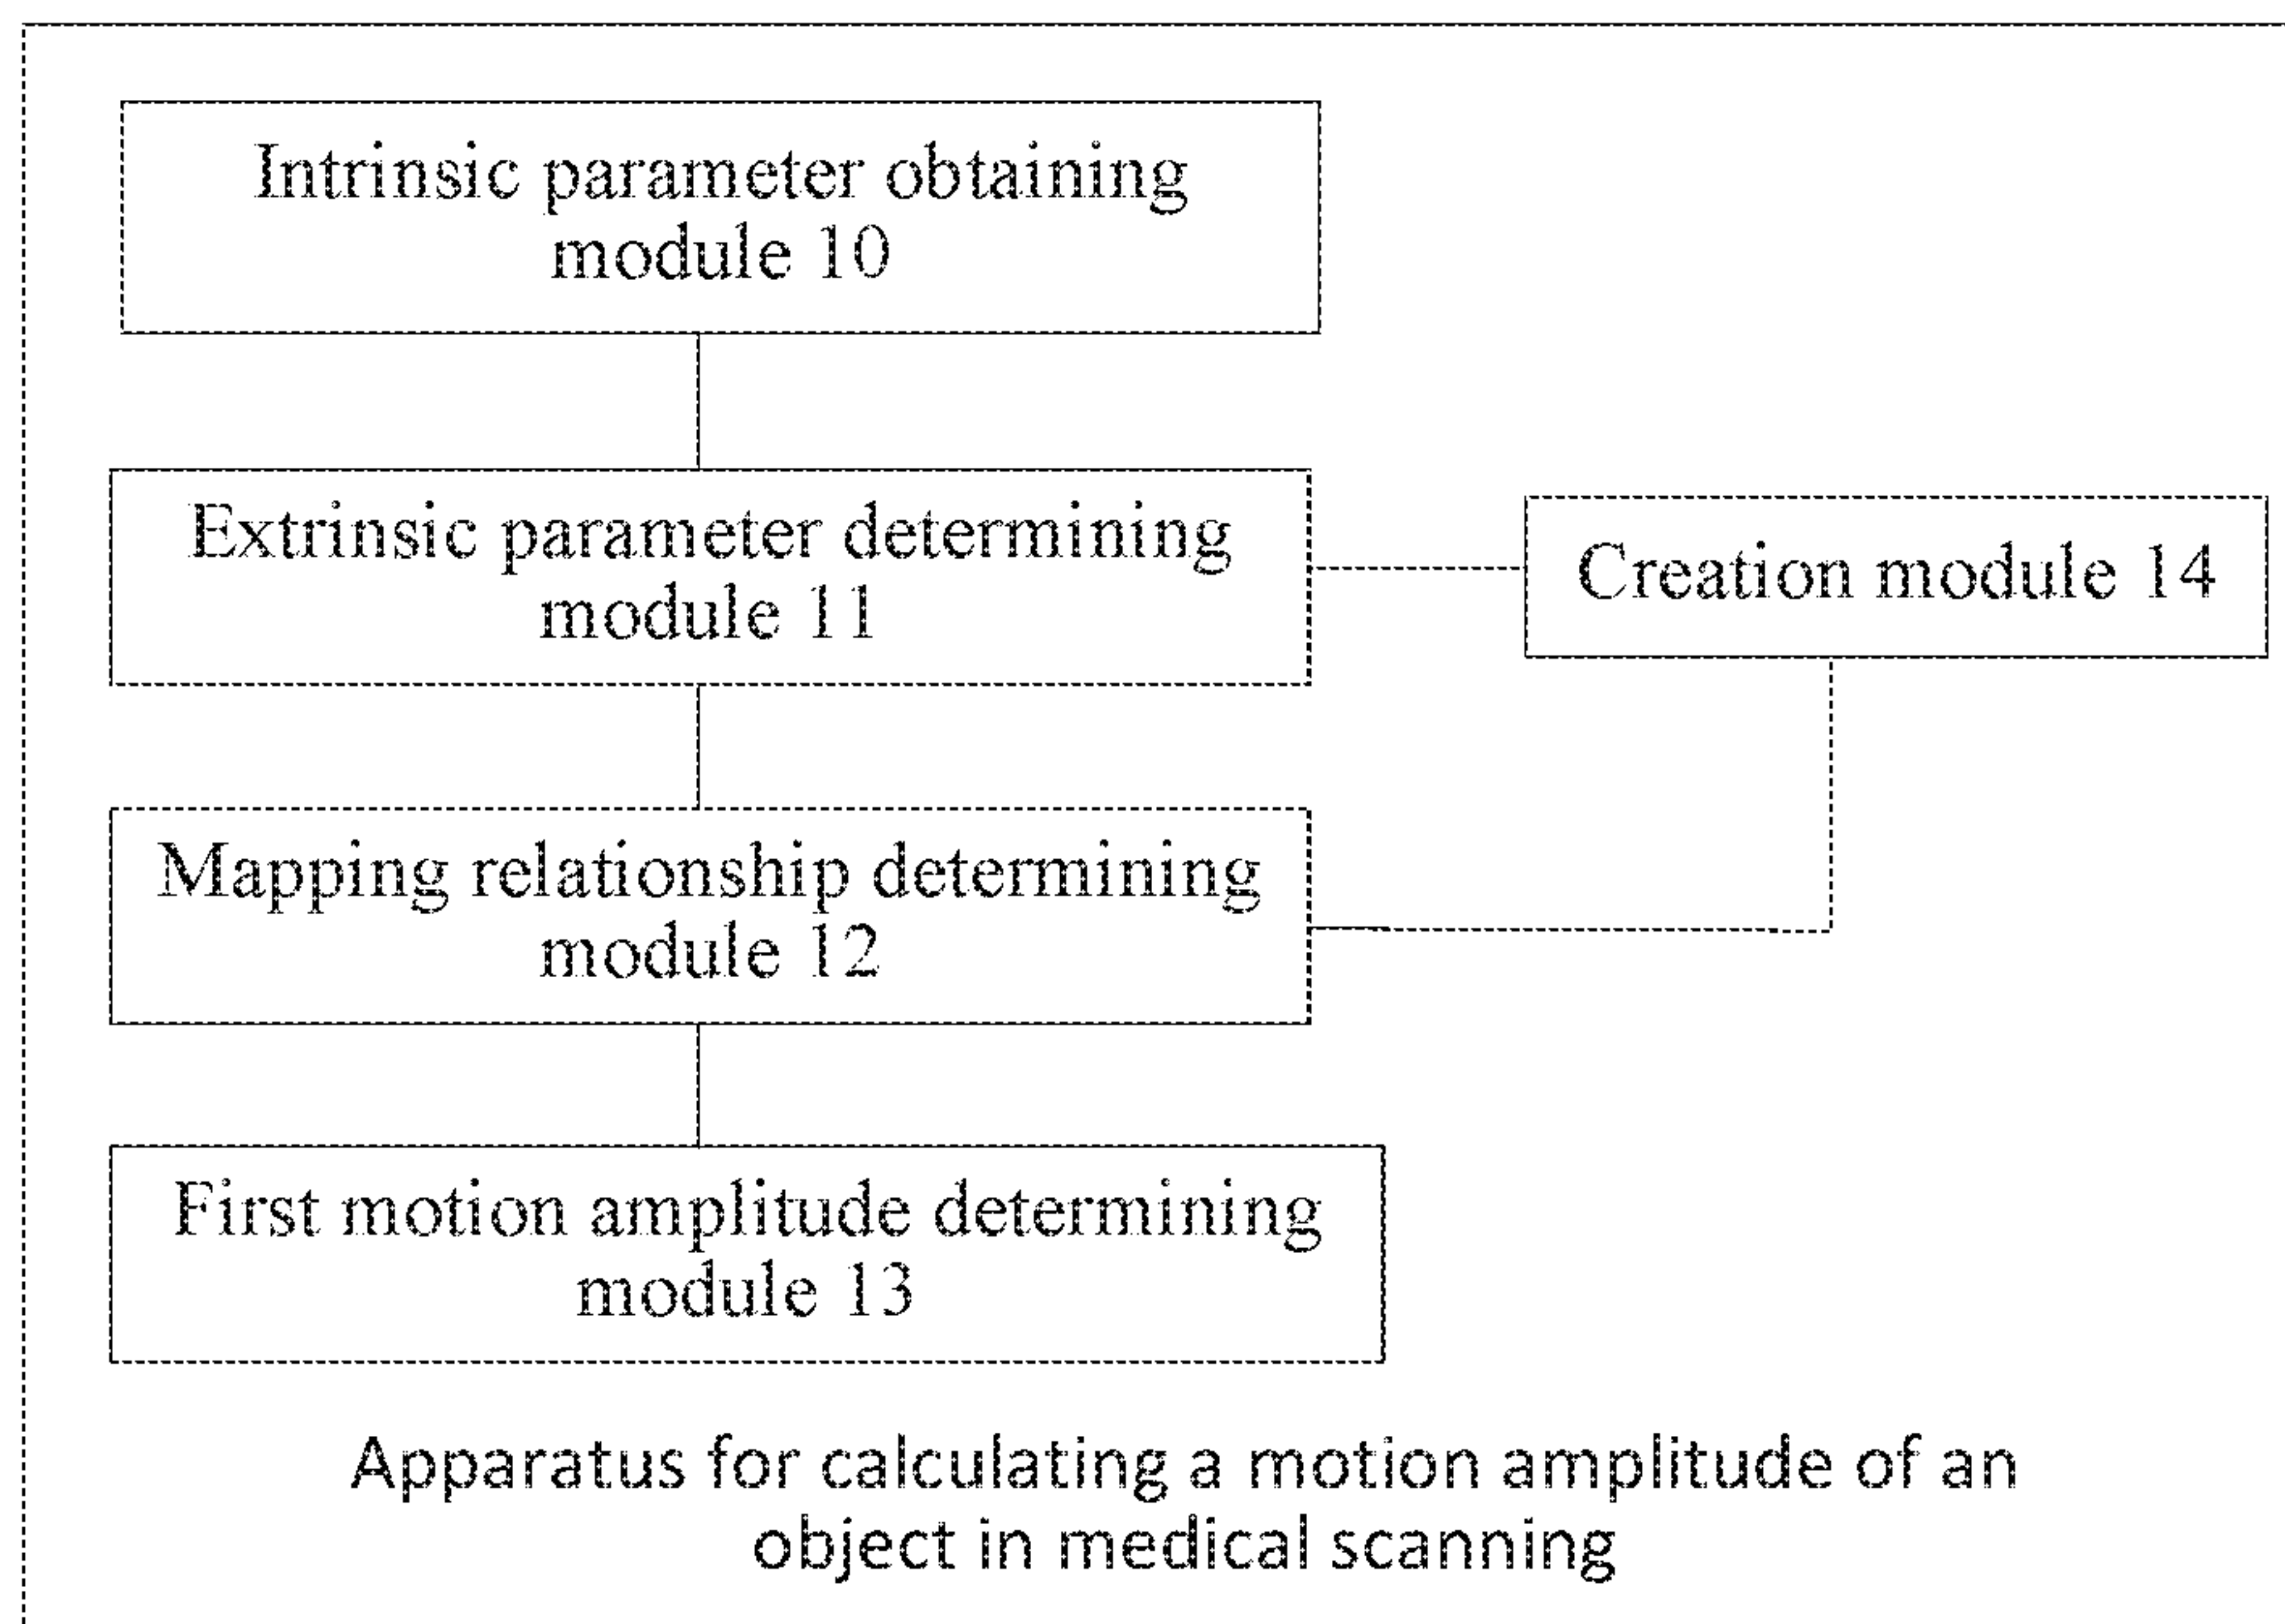 Intrinsic parameter obtaining
module 10
Extrinsic parameter determining
module 11
Creation module 14
Mapping relationship determining
module 12
First motion amplitude determining
module 13
Apparatus for calculating a motion amplitude of an
object in medical scanning